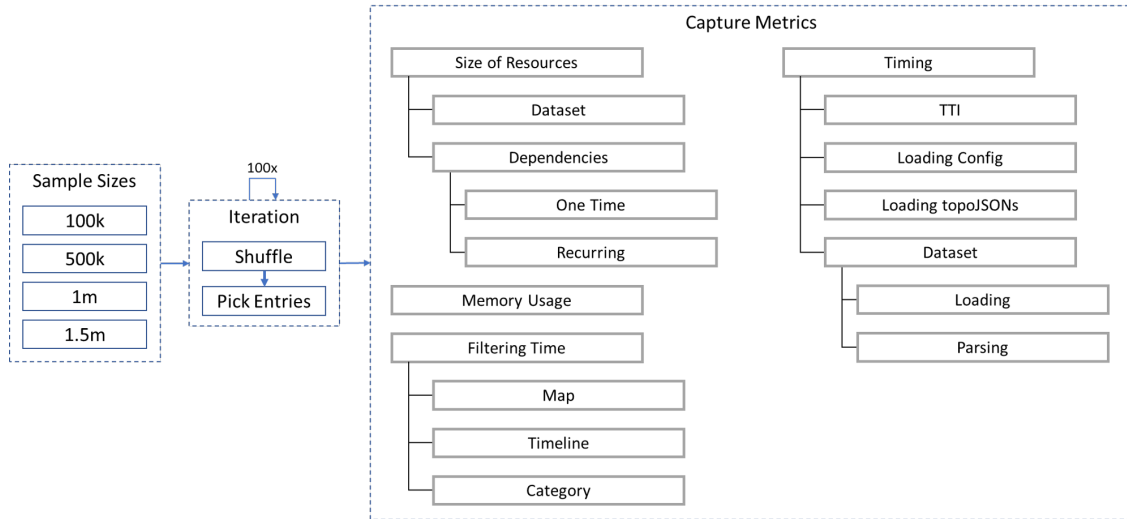 Capture Metrics
Sample Sizes
100k
500k
1m
1.5m
100x
Iteration
Shuffle
Pick Entries
Size of Resources
Dataset
Dependencies
One Time
Recurring
Memory Usage
Filtering Time
Map
Timeline
Category
Timing
TTI
Loading Config
Loading topoJSONs
Dataset
Loading
Parsing